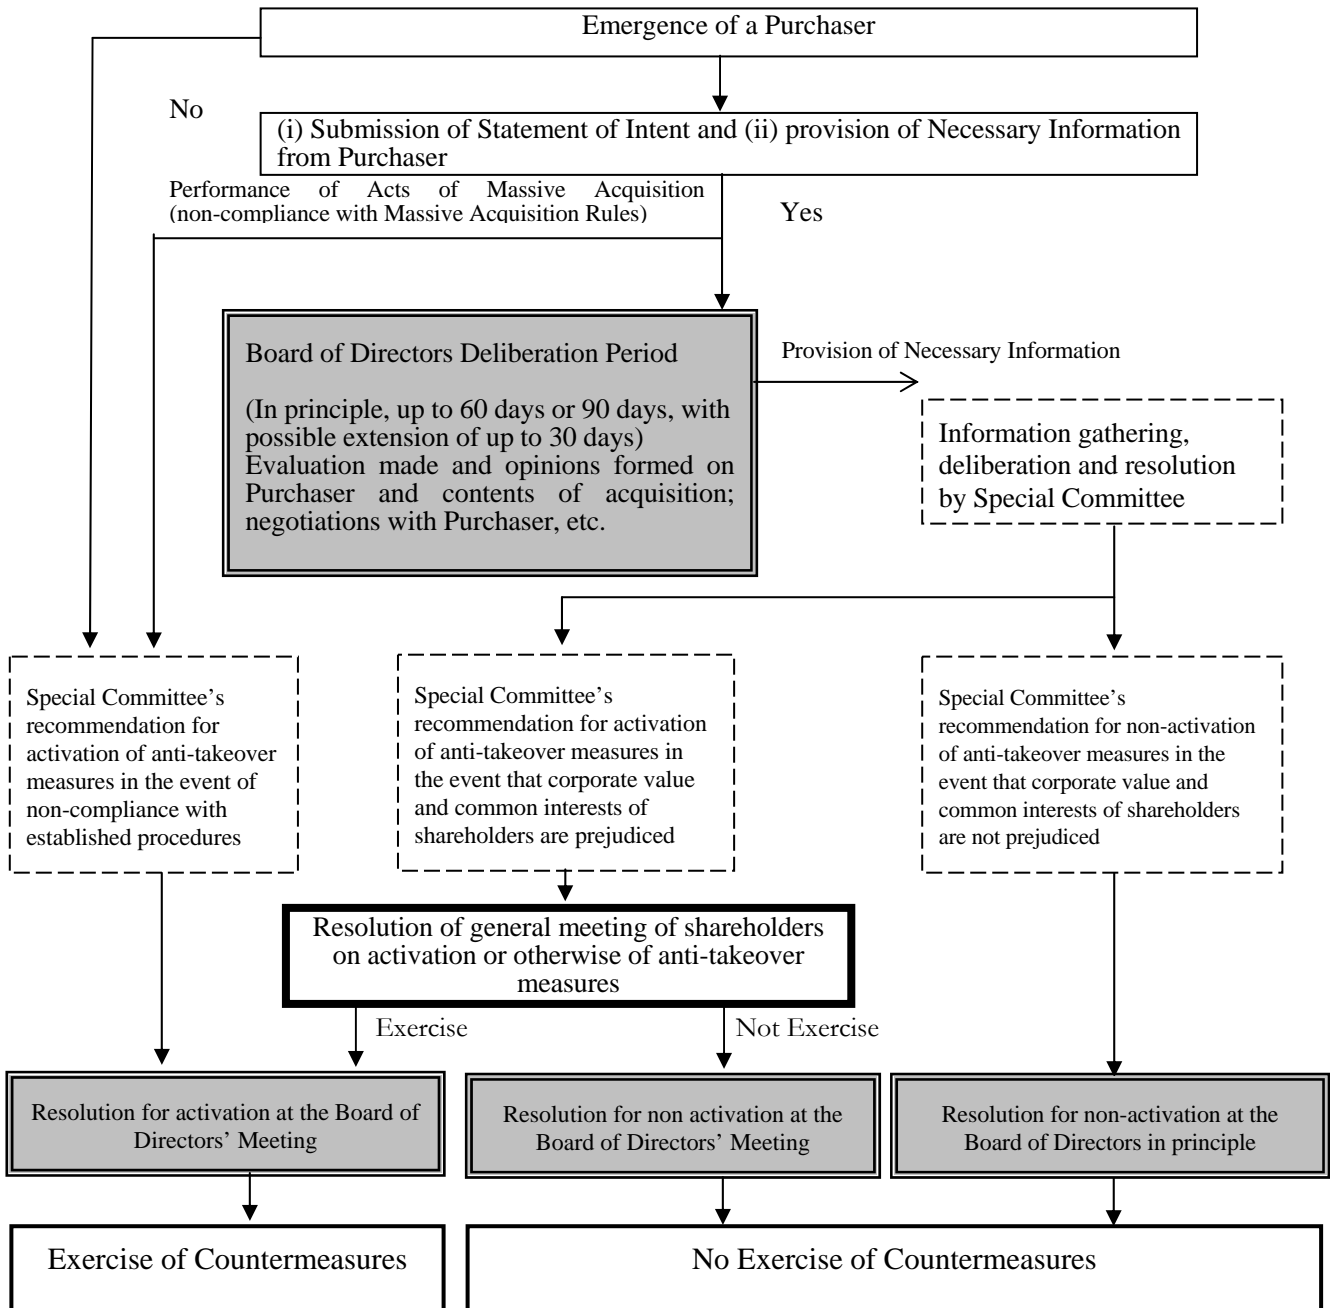 Emergence of a Purchaser
No
(i) Submission of Statement of Intent and (ii) provision of Necessary Information
from Purchaser
Performance of Acts of Massive Acquisition
(non-compliance with Massive Acquisition Rules)
Yes
Board of Directors Deliberation Period
(In principle, up to 60 days or 90 days, with
possible extension of up to 30 days)
Evaluation made and opinions formed on
Purchaser and contents of acquisition;
negotiations with Purchaser, etc.
Provision of Necessary Information
Information gathering,
deliberation and resolution
by Special Committee
Special Committee's
recommendation for
activation of anti-takeover
measures in the event of
non-compliance with
established procedures
Special Committee's
recommendation for activation
of anti-takeover measures in
the event that corporate value
and common interests of
shareholders are prejudiced
Special Committee's
recommendation for non-activation
of anti-takeover measures in the
event that corporate value and
common interests of shareholders
are not prejudiced
Resolution of general meeting of shareholders
on activation or otherwise of anti-takeover
measures
Exercise
Not Exercise
Resolution for activation at the Board of
Directors' Meeting
Resolution for non activation at the
Board of Directors' Meeting
Resolution for non-activation at the
Board of Directors in principle
Exercise of Countermeasures
No Exercise of Countermeasures